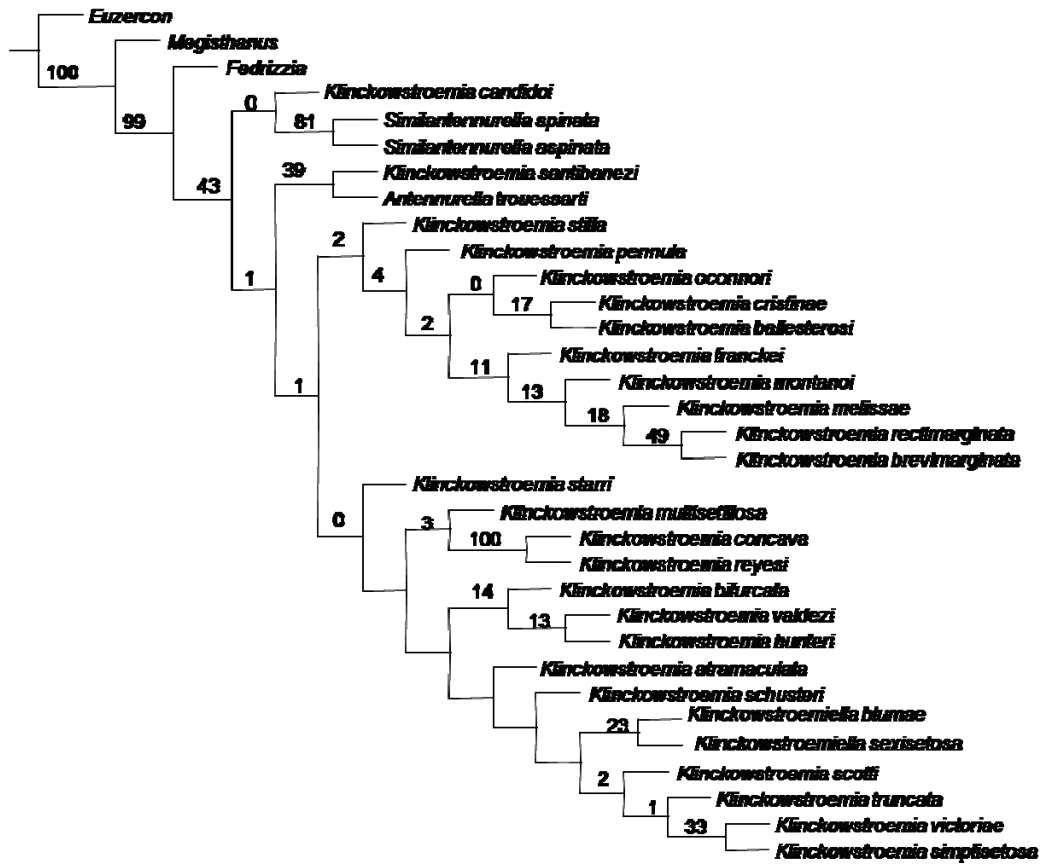 Euzercon
Megisthanus
100
Fedrizzia
Klinckowstroemia candidoi
0
99
81
Similantennurella spinata
Similantennurella aspinata
39
Klinckowstroemia santibanezi
43
Antennurella trouessarti
Klinckowstroemia stilla
2
Klinckowstroemia pennula
1
4
Klinckowstroemia oconnori
0
Klinckowstroemia cristinae
17
2
Klinckowstroemia ballesterosi
Klinckowstroemia franckei
11
1
Klinckowstroemia montanoi
13
Klinckowstroemia melissae
18
Klinckowstroemia rectimarginata
49
Klinckowstroemia brevimarginata
Klinckowstroemia starri
Klinckowstroemia multisetillosa
0
3
Klinckowstroemia concava
100
Klinckowstroemia reyesi
14
Klinckowstroemia bifurcata
Klinckowstroemia valdezi
13
Klinckowstroemia hunteri
Klinckowstroemia atramaculata
Klinckowstroemia schusteri
Klinckowstroemiella blumae
23
Klinckowstroemiella sexisetosa
Klinckowstroemia scotti
2
Klinckowstroemia truncata
1
Klinckowstroemia victoriae
33
Klinckowstroemia simplisetosa